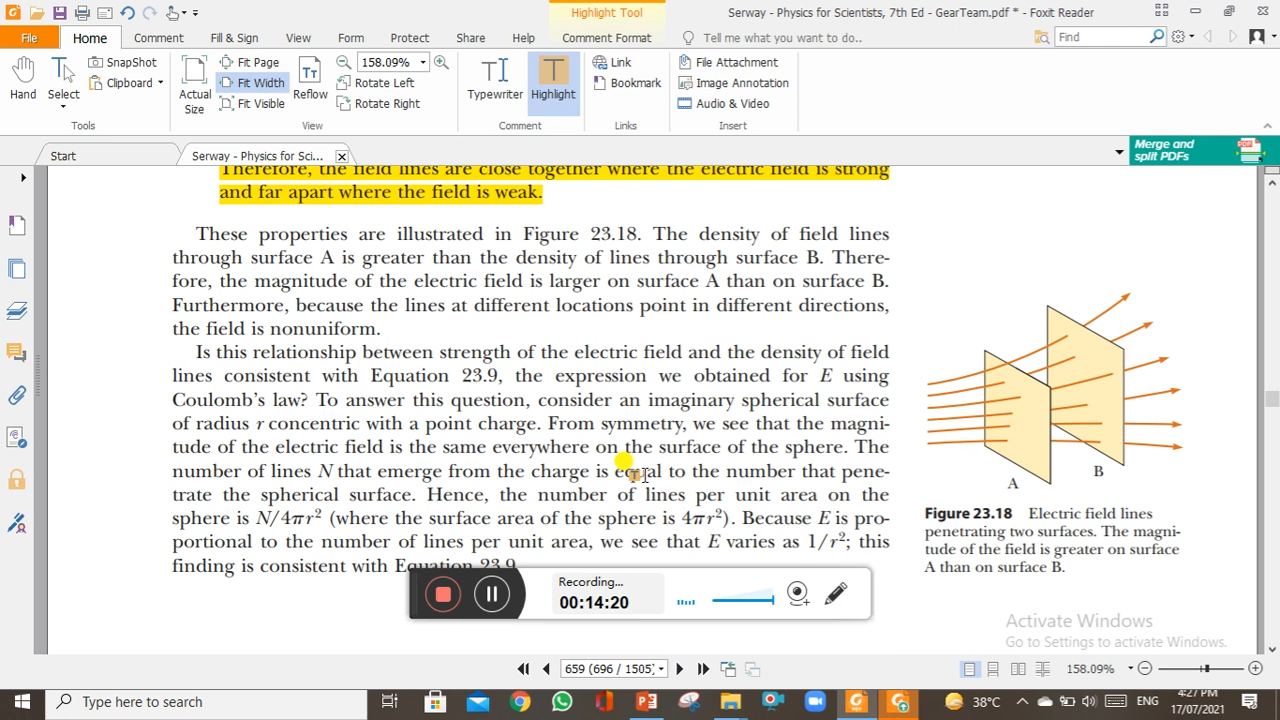 Highlight Tool
Serway - Physics for Scientists, 7th Ed - GearTeam.pdf * - Foxit Reader
File Home Comment Fill & Sign View Form Protect Share Help Comment Format Tell me what you want to do.. Find
Hand
Select
SnapShot
Clipboard
Actual Size
Fit Page
Fit Width
Fit Visible
Reflow
158.09%
Rotate Left
Rotate Right
Typewriter
Highlight
Link
Bookmark
File Attachment
Image Annotation
Audio & Video
Tools View Comment Links Insert
Start
Serway - Physics for Sci...
Merge and
split PDFs
Therefore, the field lines are close together where the electric field is strong
and far apart where the field is weak.
These properties are illustrated in Figure 23.18. The density of field lines
through surface A is greater than the density of lines through surface B. There-
fore, the magnitude of the electric field is larger on surface A than on surface B.
Furthermore, because the lines at different locations point in different directions,
the field is nonuniform.
Is this relationship between strength of the electric field and the density of field
lines consistent with Equation 23.9, the expression we obtained for E using
Coulomb's law? To answer this question, consider an imaginary spherical surface
of radius r concentric with a point charge. From symmetry, we see that the magni-
tude of the electric field is the same everywhere on the surface of the sphere. The
number of lines N that emerge from the charge is equal to the number that pene-
trate the spherical surface. Hence, the number of lines per unit area on the
sphere is N/4πr² (where the surface area of the sphere is 4πr²). Because E is pro-
portional to the number of lines per unit area, we see that E varies as 1/r²; this
finding is consistent with Equation 23.9.
A
B
Figure 23.18 Electric field lines
penetrating two surfaces. The magni-
tude of the field is greater on surface
A than on surface B.
Recording...
00:14:20
Activate Windows
Go to Settings to activate Windows.
659 (696 / 1505)
158.09%
Type here to search
38°C
ENG
4:27 PM
17/07/2021